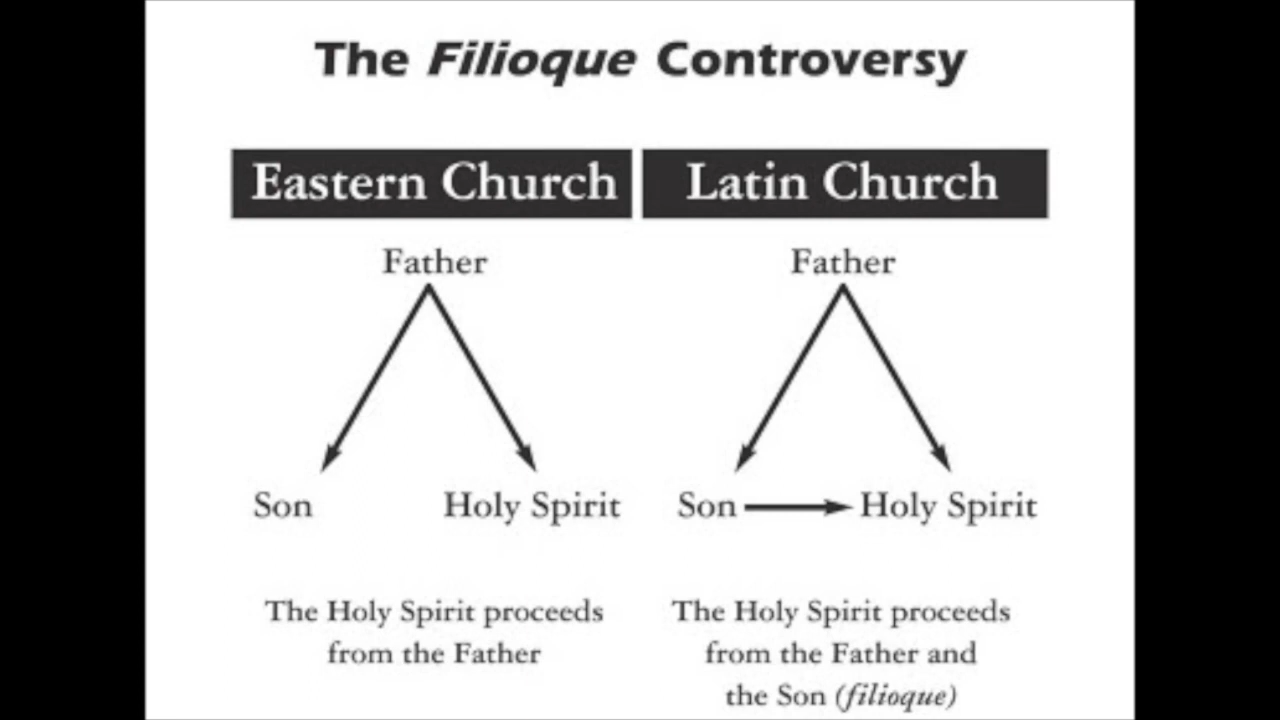 The Filioque Controversy
Eastern Church
Father
Son
Holy Spirit
The Holy Spirit proceeds
from the Father
Latin Church
Father
Son
Holy Spirit
The Holy Spirit proceeds
from the Father and
the Son (filioque)